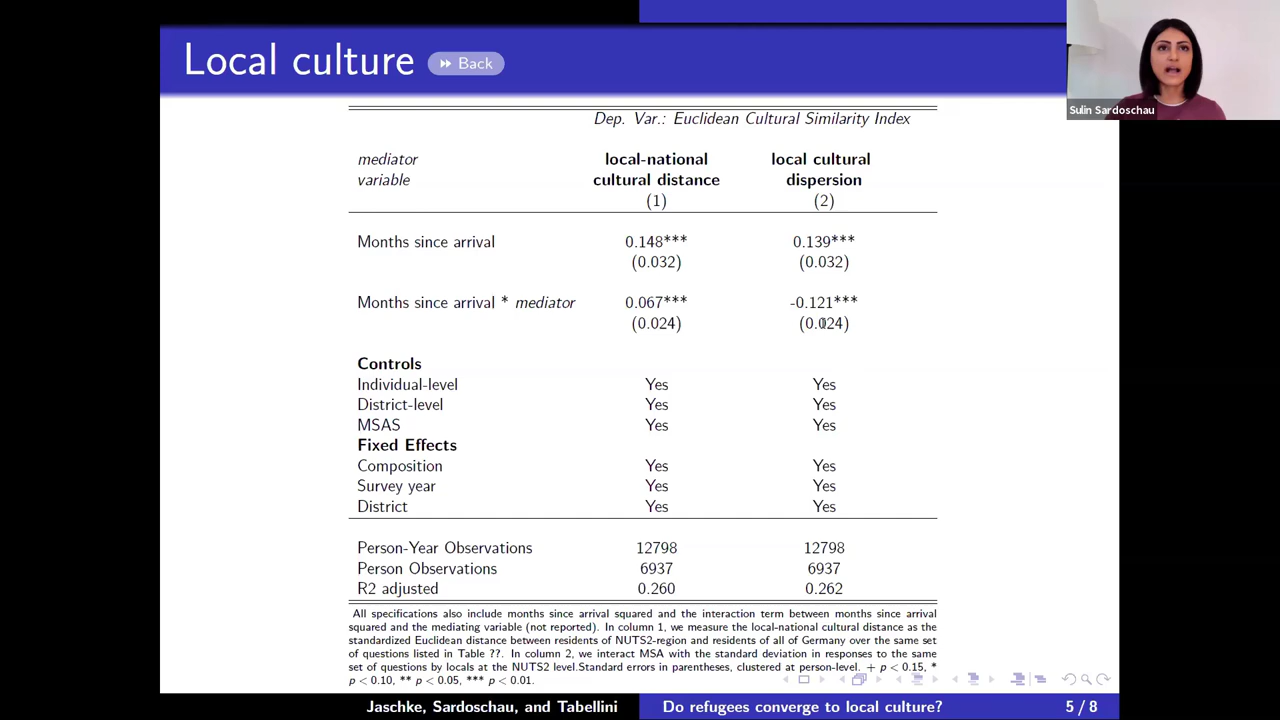 Local culture
Back
Sulin Sardoschau
Dep. Var.: Euclidean Cultural Similarity Index
mediator variable
local-national cultural distance
local cultural dispersion
(1) (2)
Months since arrival 0.148*** 0.139***
(0.032) (0.032)
Months since arrival * mediator 0.067*** -0.121***
(0.024) (0.024)
Controls
Individual-level Yes Yes
District-level Yes Yes
MSAS Yes Yes
Fixed Effects
Composition Yes Yes
Survey year Yes Yes
District Yes Yes
Person-Year Observations 12798 12798
Person Observations 6937 6937
R2 adjusted 0.260 0.262
All specifications also include months since arrival squared and the interaction term between months since arrival
squared and the mediating variable (not reported). In column 1, we measure the local-national cultural distance as the
standardized Euclidean distance between residents of NUTS2-region and residents of all of Germany over the same set
of questions listed in Table ??. In column 2, we interact MSA with the standard deviation in responses to the same
set of questions by locals at the NUTS2 level.Standard errors in parentheses, clustered at person-level. + p < 0.15, *
p < 0.10, ** p < 0.05, *** p < 0.01.
Jaschke, Sardoschau, and Tabellini
Do refugees converge to local culture?
5 / 8